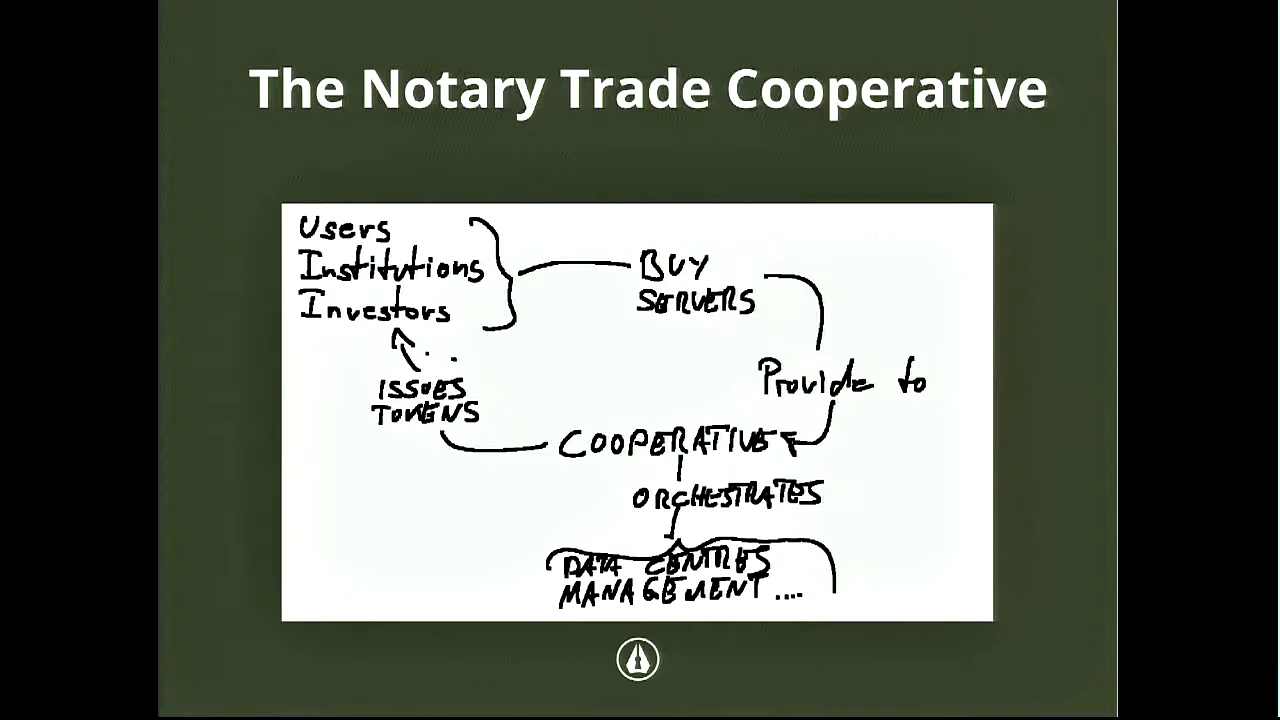 The Notary Trade Cooperative
Users
Institutions
Investors
BUY
SERVERS
Provide to
ISSUES
TOKENS
COOPERATIVE
ORCHESTRATES
DATA CENTRES
MANAGEMENT ....